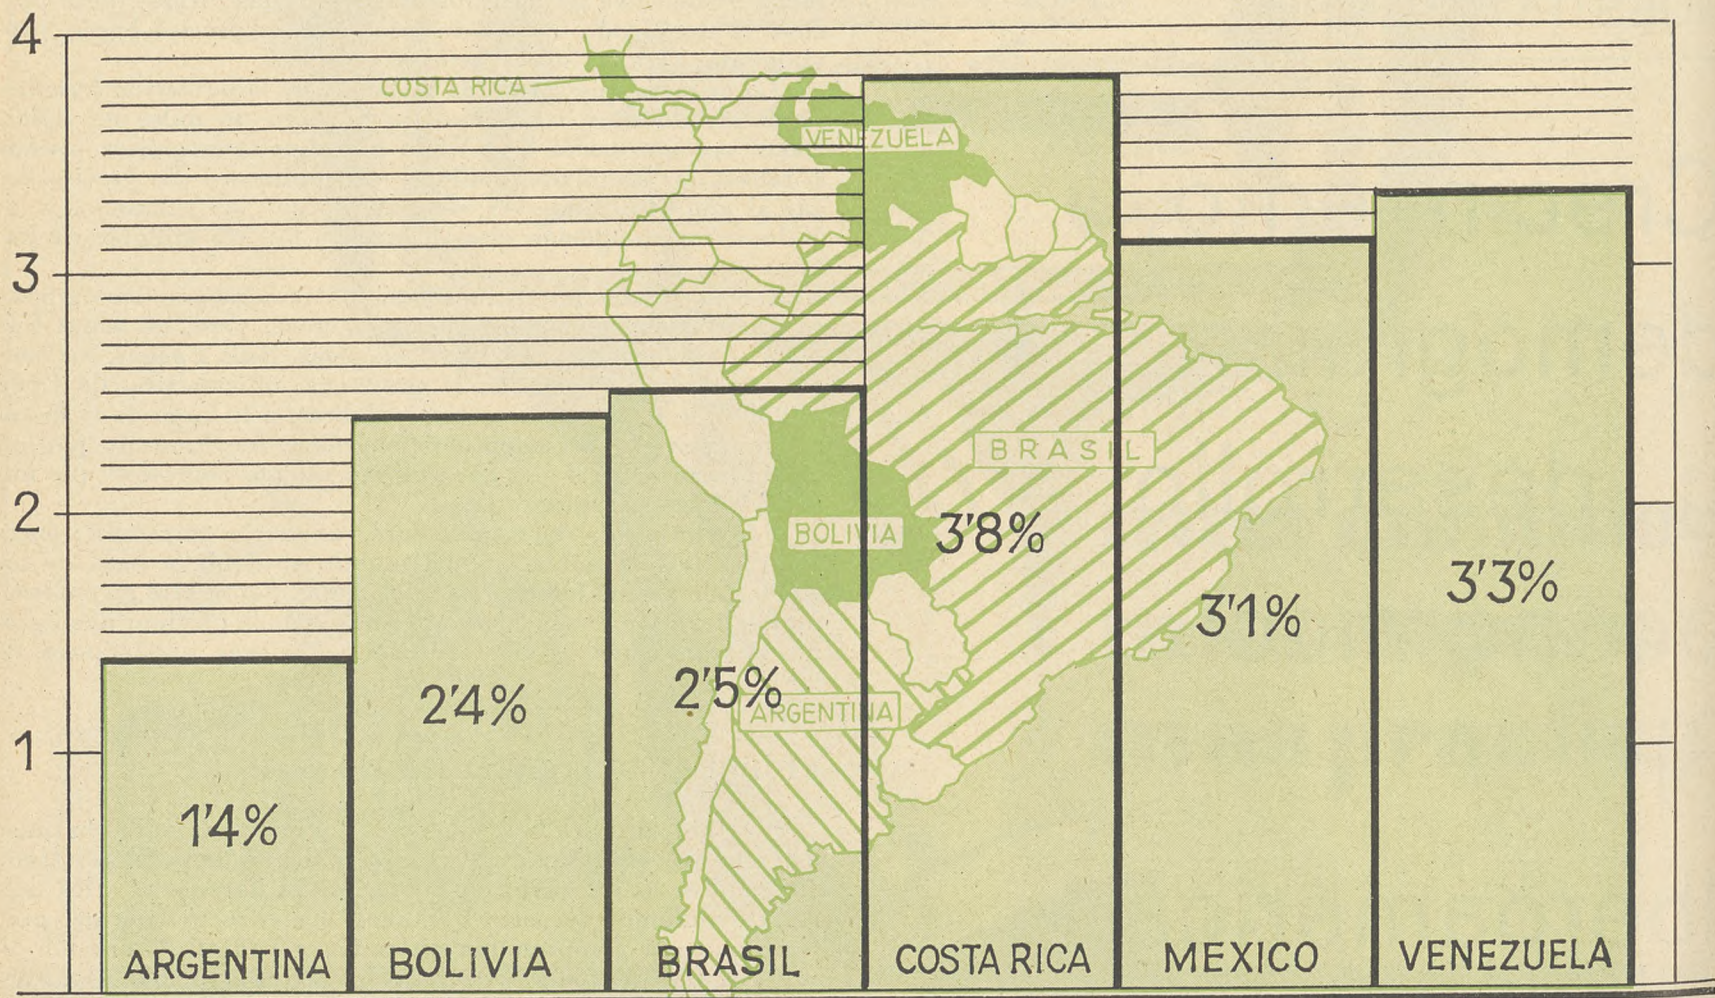 4
3
2
1
COSTA RICA
VENEZUELA
BRASIL
BOLIVIA
ARGENTINA
1'4%
2'4%
2'5%
3'8%
3'1%
3'3%
ARGENTINA
BOLIVIA
BRASIL
COSTA RICA
MEXICO
VENEZUELA